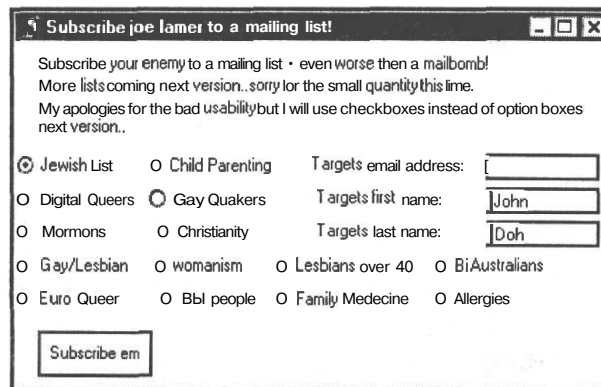 Subscribe joe lamer to a mailing list!
Subscribe your enemy to a mailing list • even worse then a mailbomb!
More lists coming next version..sorry lor the small quantity this lime.
My apologies for the bad usability but I will use checkboxes instead of option boxes
next version..
Jewish List O Child Parenting Targets email address: [
O Digital Queers O Gay Quakers Targets first name: John
O Mormons O Christianity Targets last name: Doh
O Gay/Lesbian O womanism O Lesbians over 40 O BiAustralians
O Euro Queer O Вы people O Family Medecine O Allergies
Subscribe em